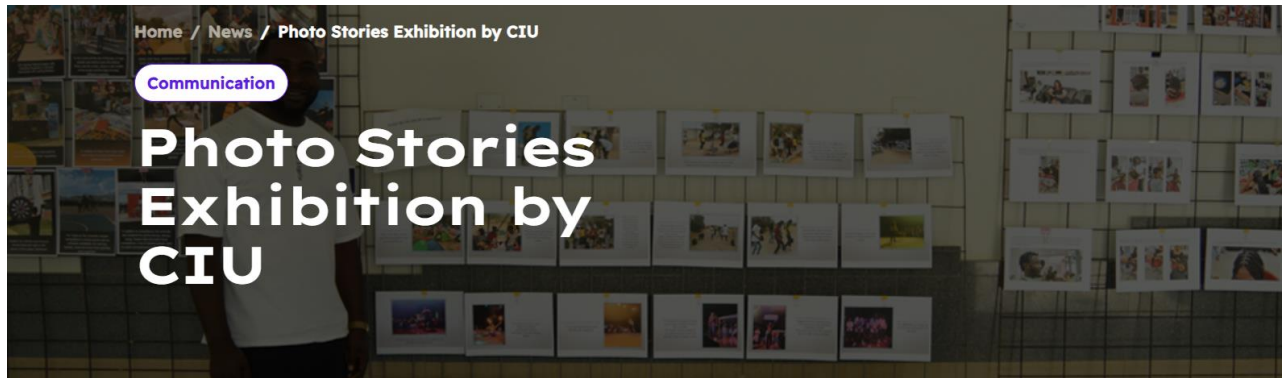 Home / News / Photo Stories Exhibition by CIU
Communication
Photo Stories
Exhibition by
CIU